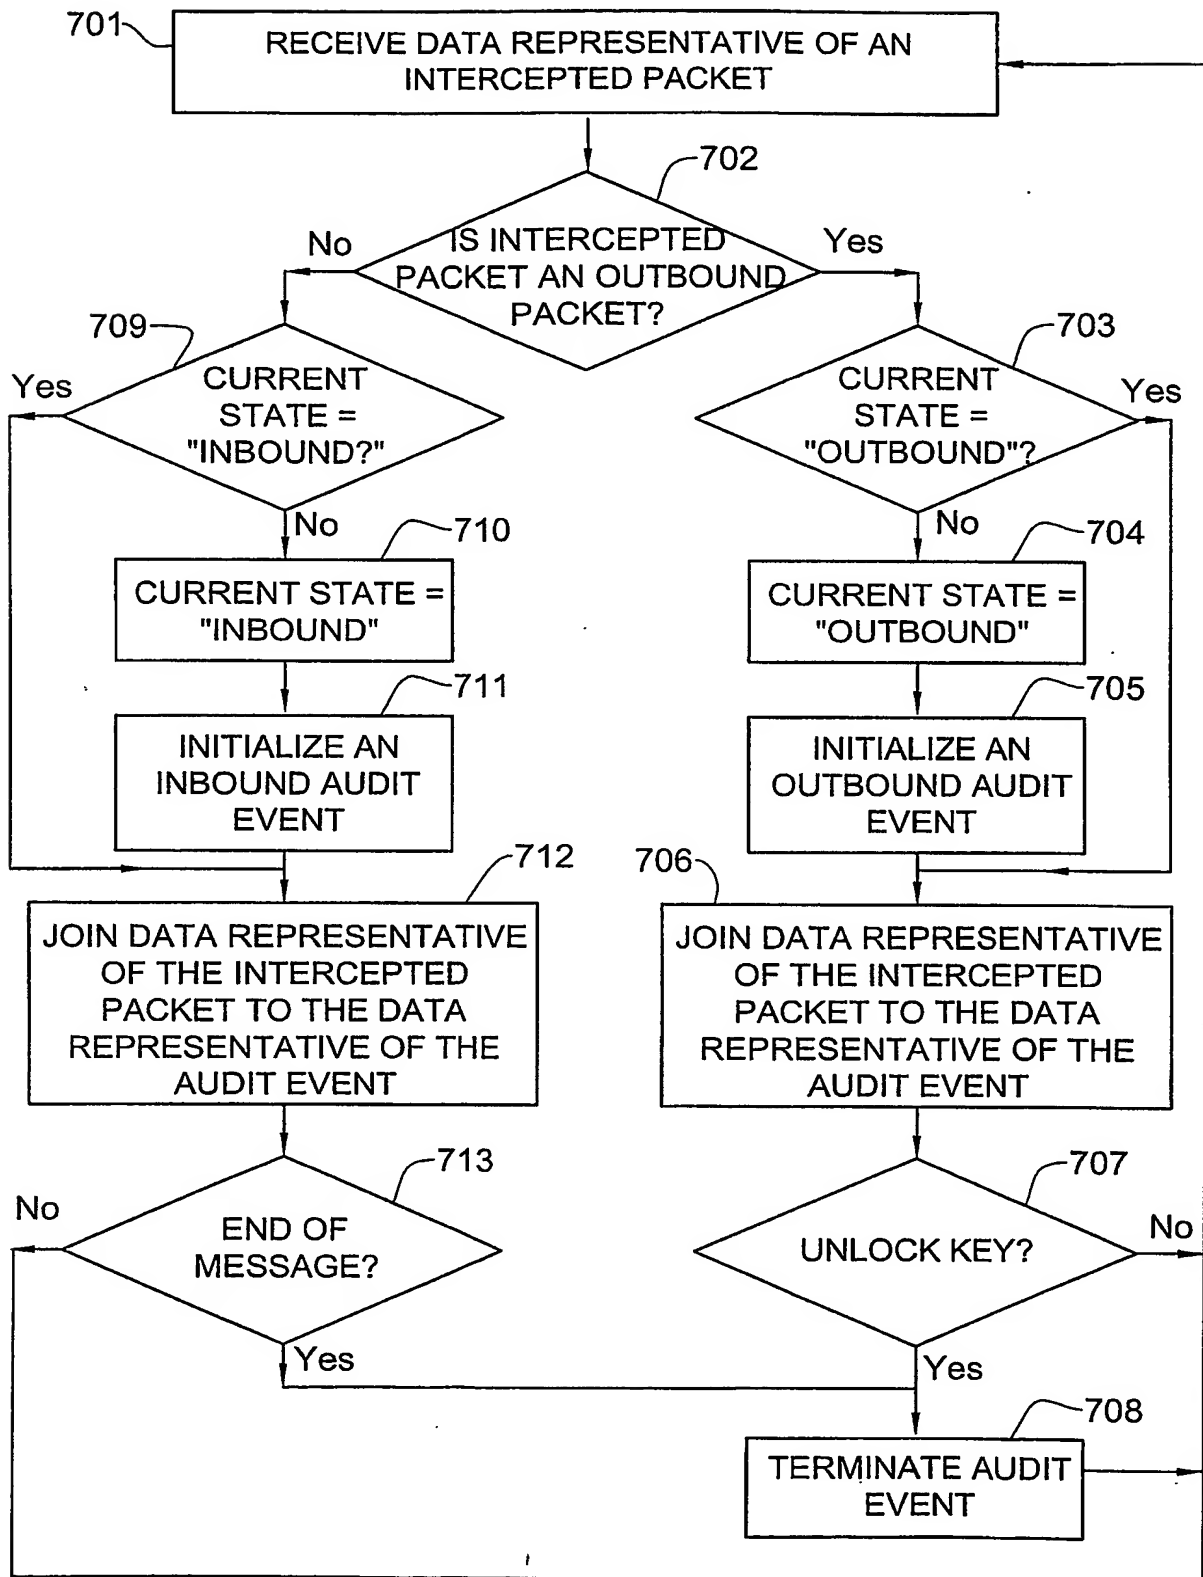 701
RECEIVE DATA REPRESENTATIVE OF AN
INTERCEPTED PACKET
702
IS INTERCEPTED
PACKET AN OUTBOUND
PACKET?
No
Yes
709
CURRENT
STATE =
"INBOUND?"
Yes
No
703
CURRENT
STATE =
"OUTBOUND"?
Yes
No
710
CURRENT STATE =
"INBOUND"
704
CURRENT STATE =
"OUTBOUND"
711
INITIALIZE AN
INBOUND AUDIT
EVENT
705
INITIALIZE AN
OUTBOUND AUDIT
EVENT
712
JOIN DATA REPRESENTATIVE
OF THE INTERCEPTED
PACKET TO THE DATA
REPRESENTATIVE OF THE
AUDIT EVENT
706
JOIN DATA REPRESENTATIVE
OF THE INTERCEPTED
PACKET TO THE DATA
REPRESENTATIVE OF THE
AUDIT EVENT
713
END OF
MESSAGE?
No
Yes
707
UNLOCK KEY?
No
Yes
708
TERMINATE AUDIT
EVENT